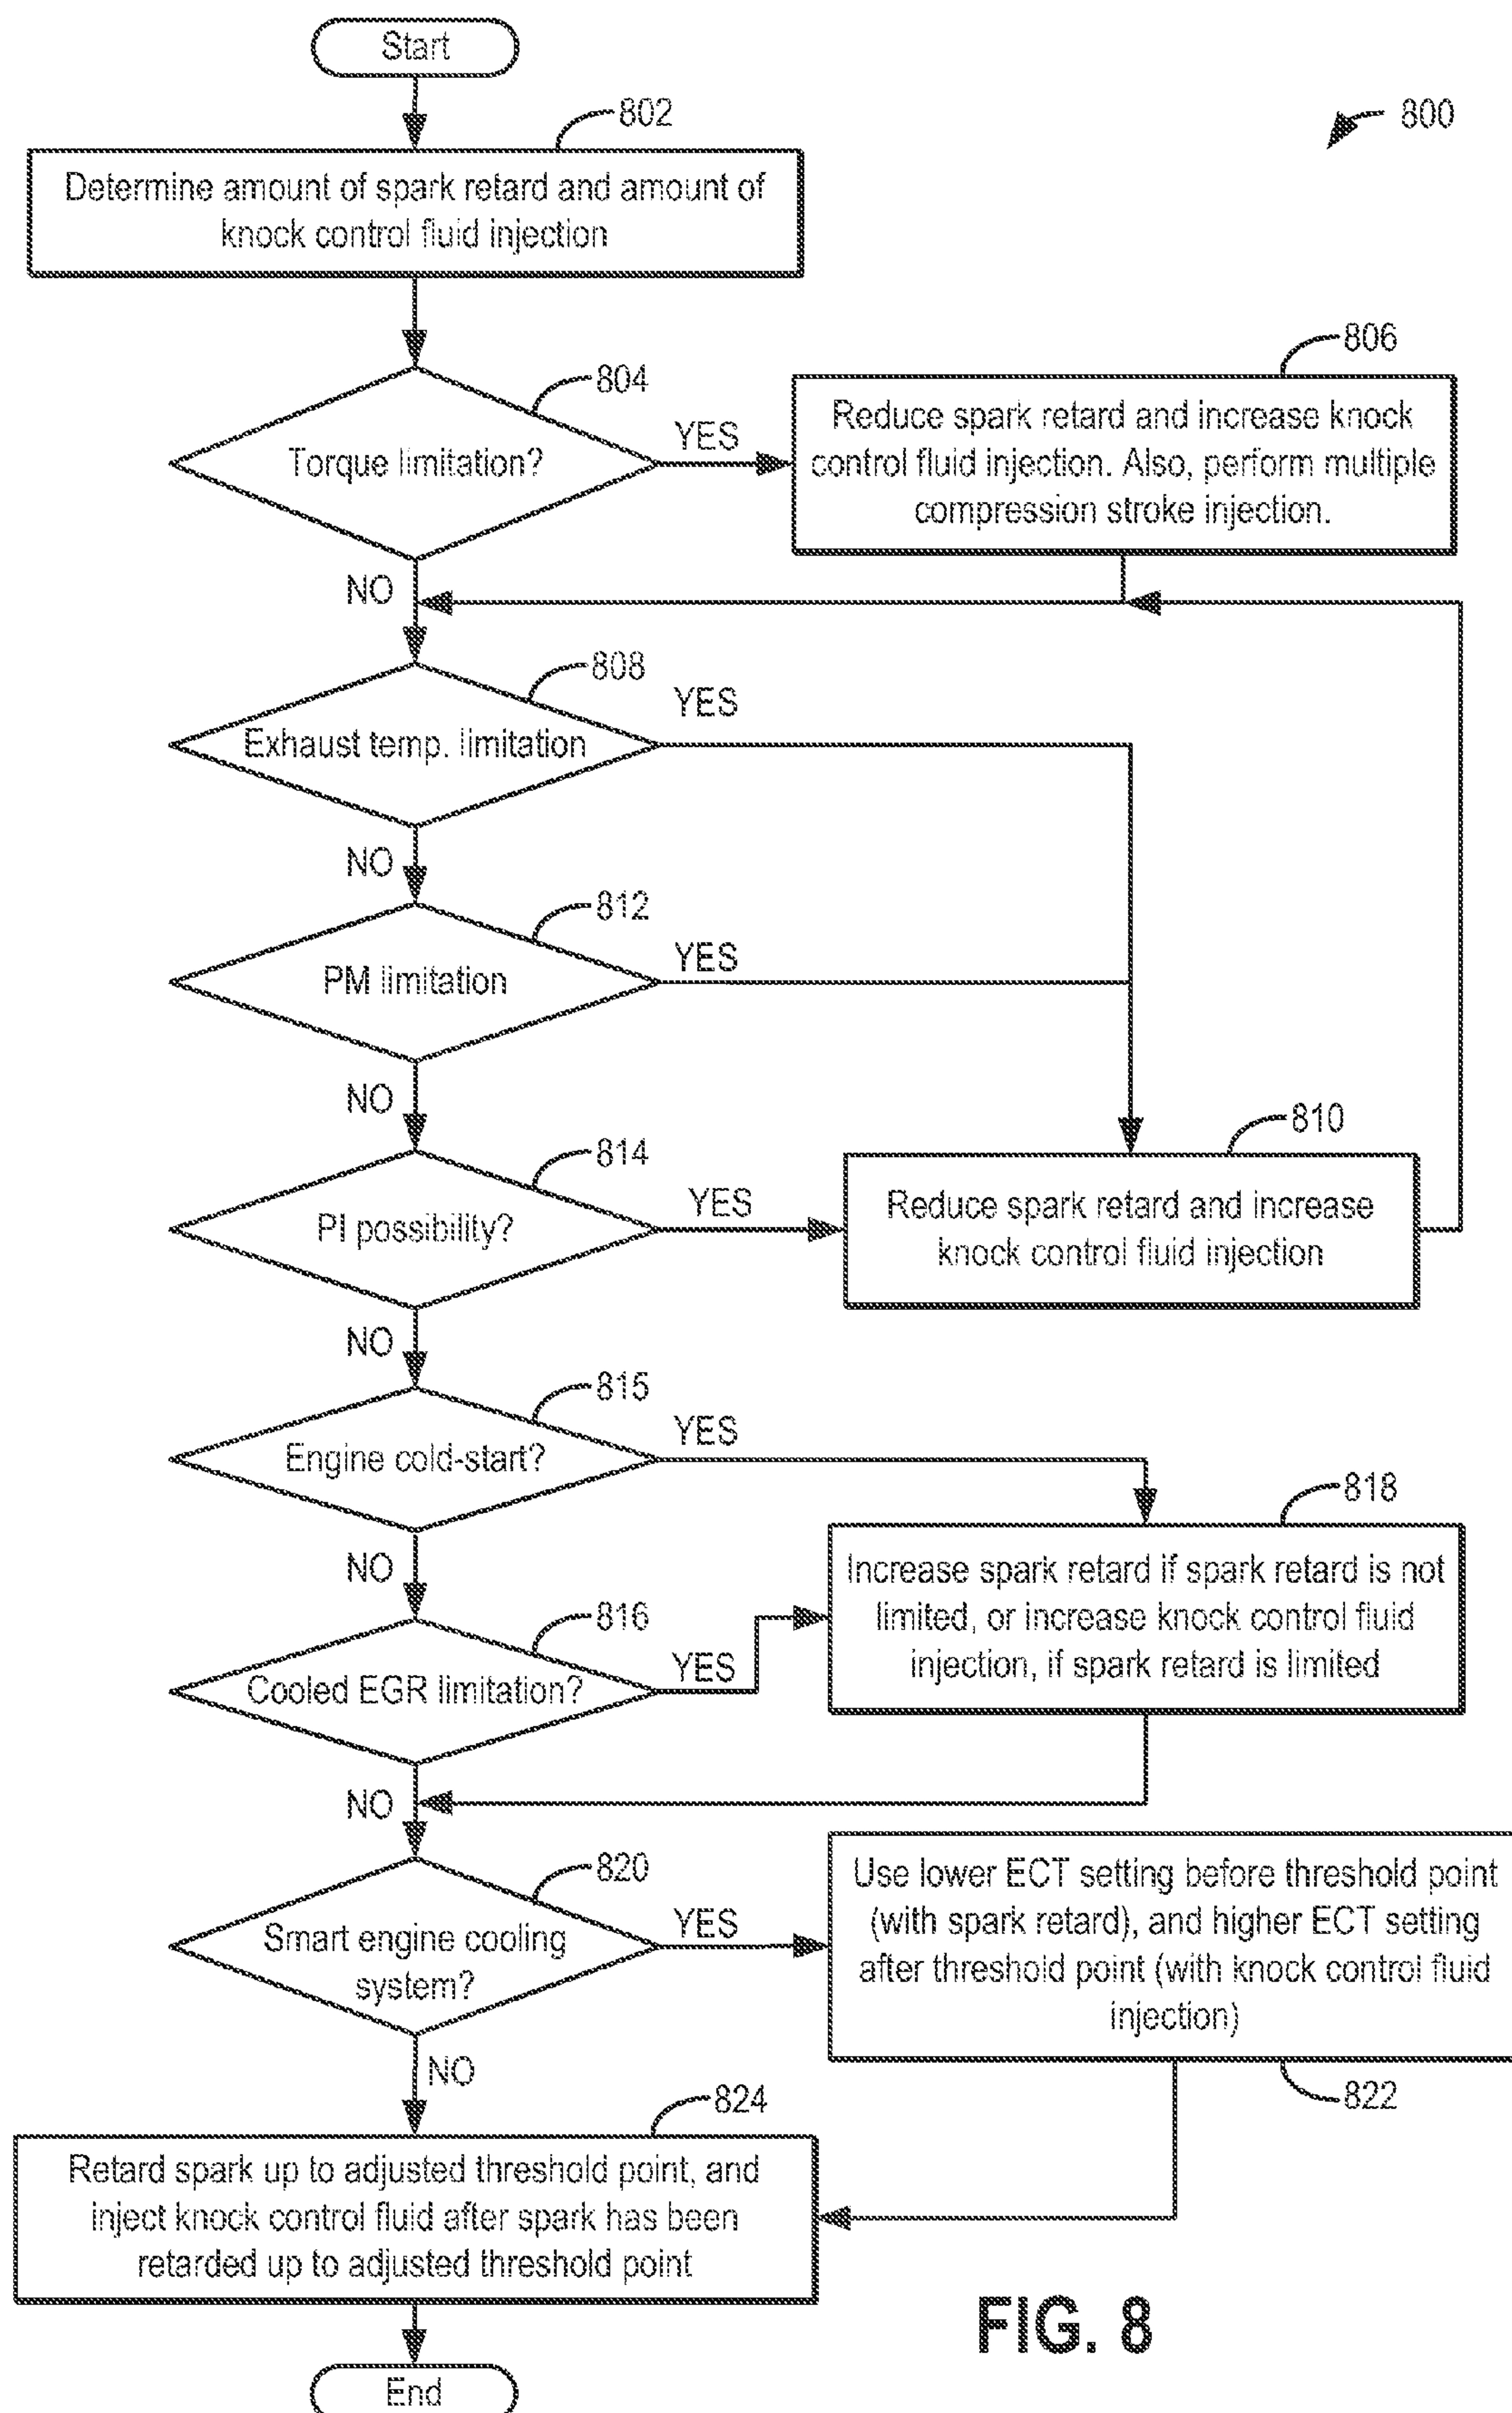 Start
800
802
Determine amount of spark retard and amount of
knock control fluid injection
804
Torque limitation?
YES
NO
806
Reduce spark retard and increase knock
control fluid injection. Also, perform multiple
compression stroke injection.
808
Exhaust temp. limitation
YES
NO
812
PM limitation
YES
NO
814
PI possibility?
YES
NO
810
Reduce spark retard and increase
knock control fluid injection
815
Engine cold-start?
YES
NO
816
Cooled EGR limitation?
YES
NO
818
Increase spark retard if spark retard is not
limited, or increase knock control fluid
injection, if spark retard is limited
820
Smart engine cooling
system?
YES
NO
Use lower ECT setting before threshold point
(with spark retard), and higher ECT setting
after threshold point (with knock control fluid
injection)
822
824
Retard spark up to adjusted threshold point, and
inject knock control fluid after spark has been
retarded up to adjusted threshold point
End
FIG. 8